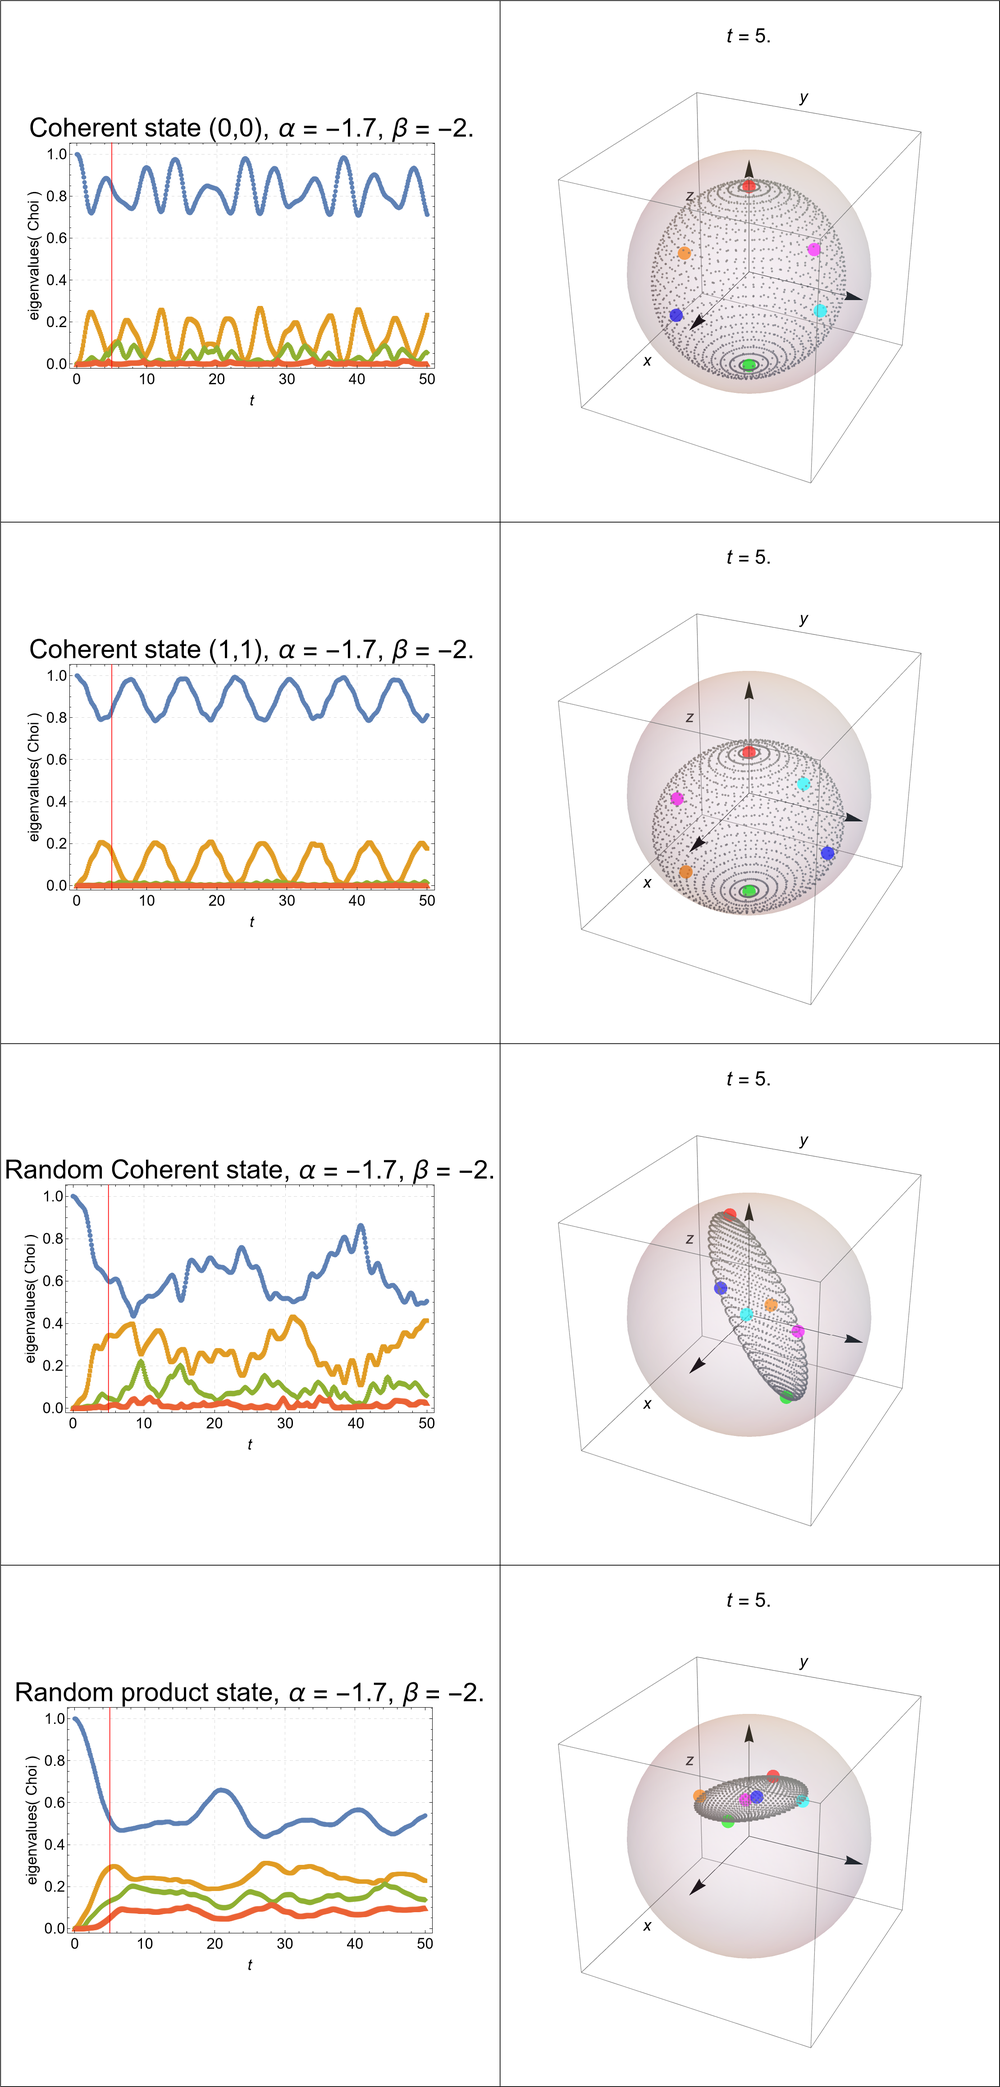 Coherent state (0,0), α = −1.7, β = −2.
eigenvalues( Choi )
1.0
0.8
0.6
0.4
0.2
0.0
0 10 20 30 40 50
t
t = 5.
y
z
x
Coherent state (1,1), α = −1.7, β = −2.
eigenvalues( Choi )
1.0
0.8
0.6
0.4
0.2
0.0
0 10 20 30 40 50
t
t = 5.
y
z
x
Random Coherent state, α = −1.7, β = −2.
eigenvalues( Choi )
1.0
0.8
0.6
0.4
0.2
0.0
0 10 20 30 40 50
t
t = 5.
y
z
x
Random product state, α = −1.7, β = −2.
eigenvalues( Choi )
1.0
0.8
0.6
0.4
0.2
0.0
0 10 20 30 40 50
t
t = 5.
y
z
x